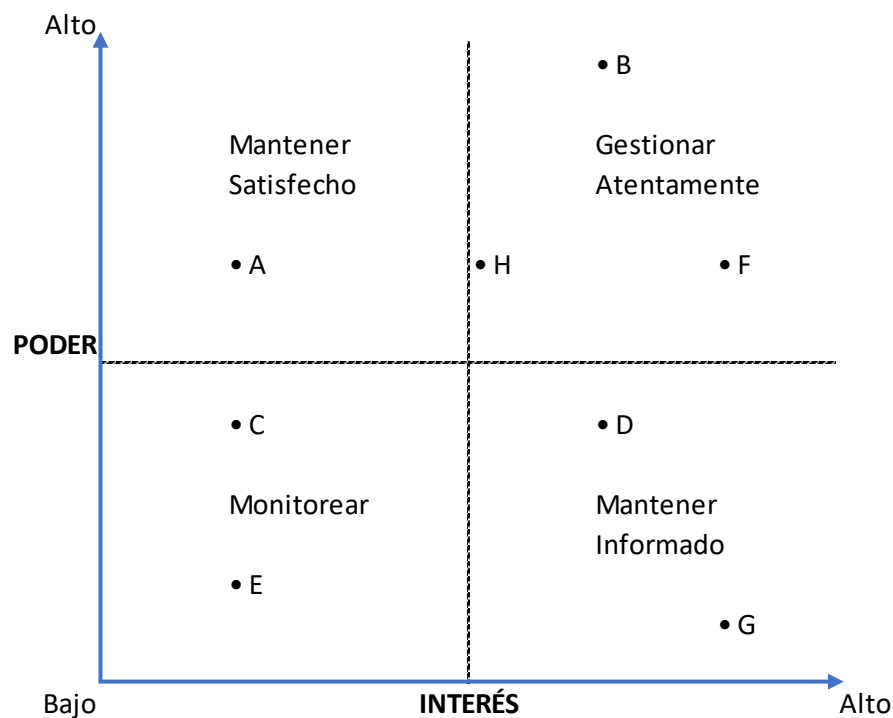 Alto
• B
Mantener
Satisfecho
Gestionar
Atentamente
• A
• H
• F
PODER
• C
• D
Monitorear
Mantener
Informado
• E
• G
Bajo
INTERÉS
Alto